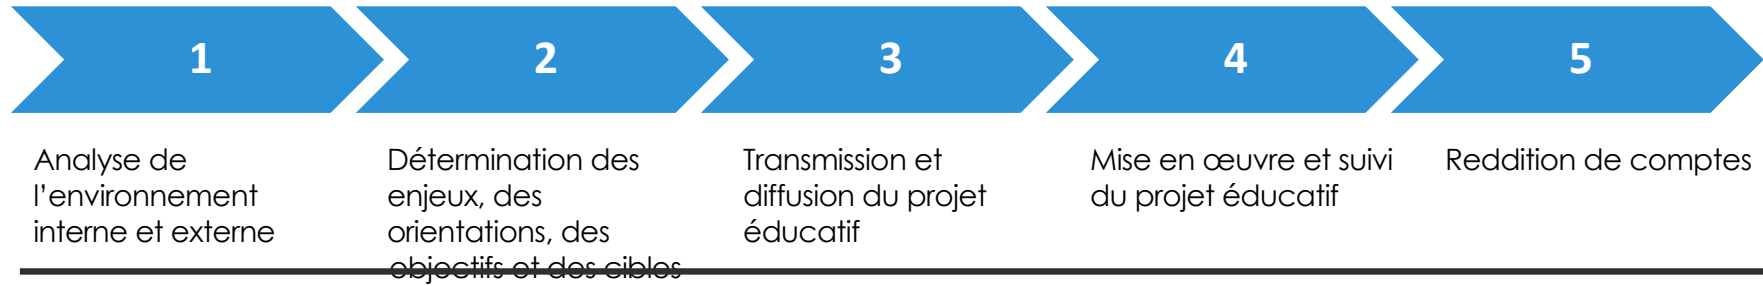 1
2
3
4
5
Analyse de
l’environnement
interne et externe
Détermination des
enjeux, des
orientations, des
objectifs et des cibles
Transmission et
diffusion du projet
éducatif
Mise en œuvre et suivi
du projet éducatif
Reddition de comptes